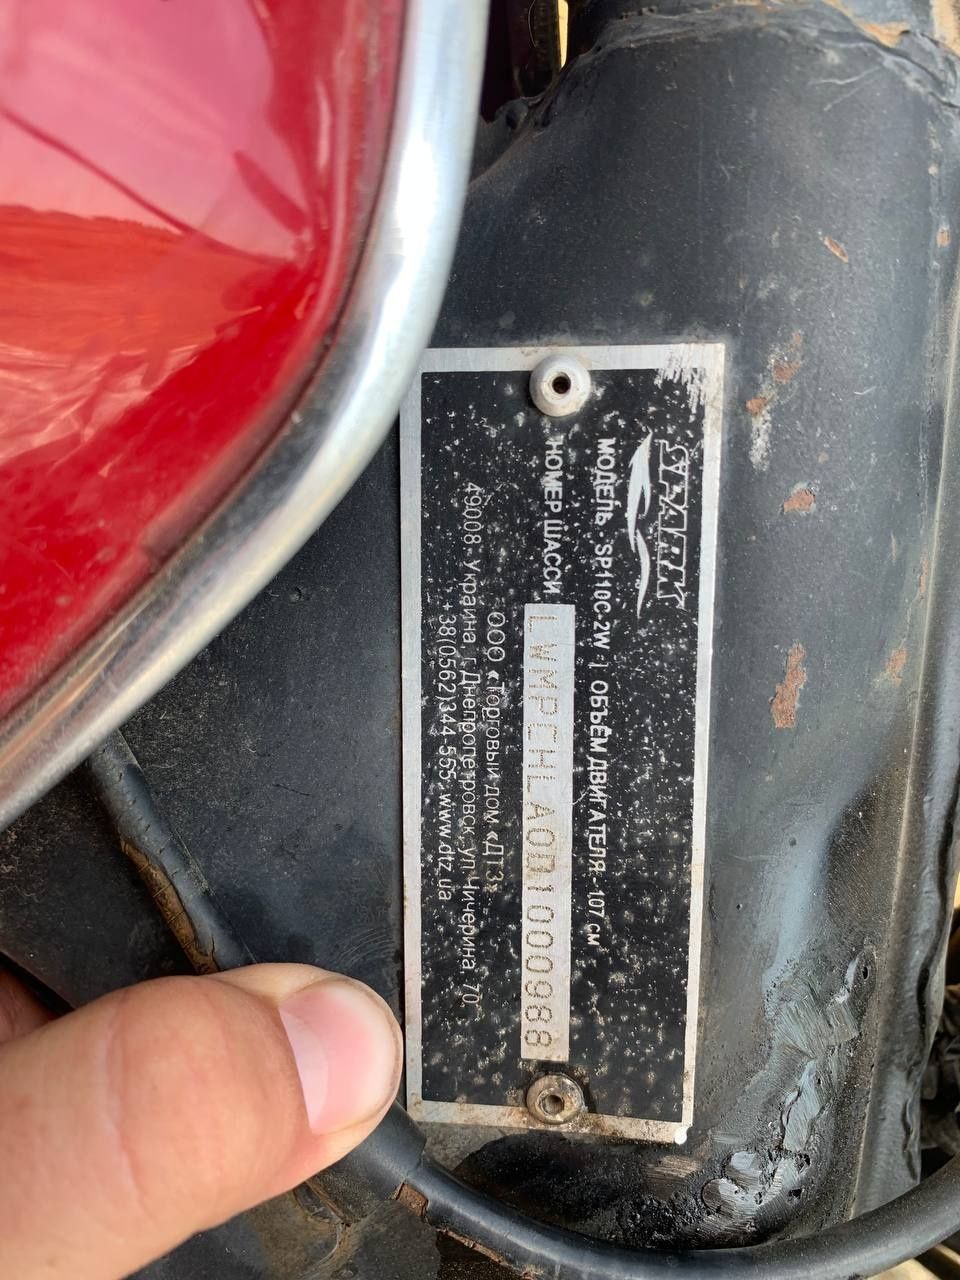 SPARK
МОДЕЛЬ - SP110C-2W | ОБЪЁМ ДВИГАТЕЛЯ - 107 см
НОМЕР ШАССИ LWMPCHLA0D1000988
ООО «Торговый дом «ДТЗ»
49008, Украина, г. Днепропетровск, ул. Чичерина, 70
+38(0562)344-565, www.dtz.ua